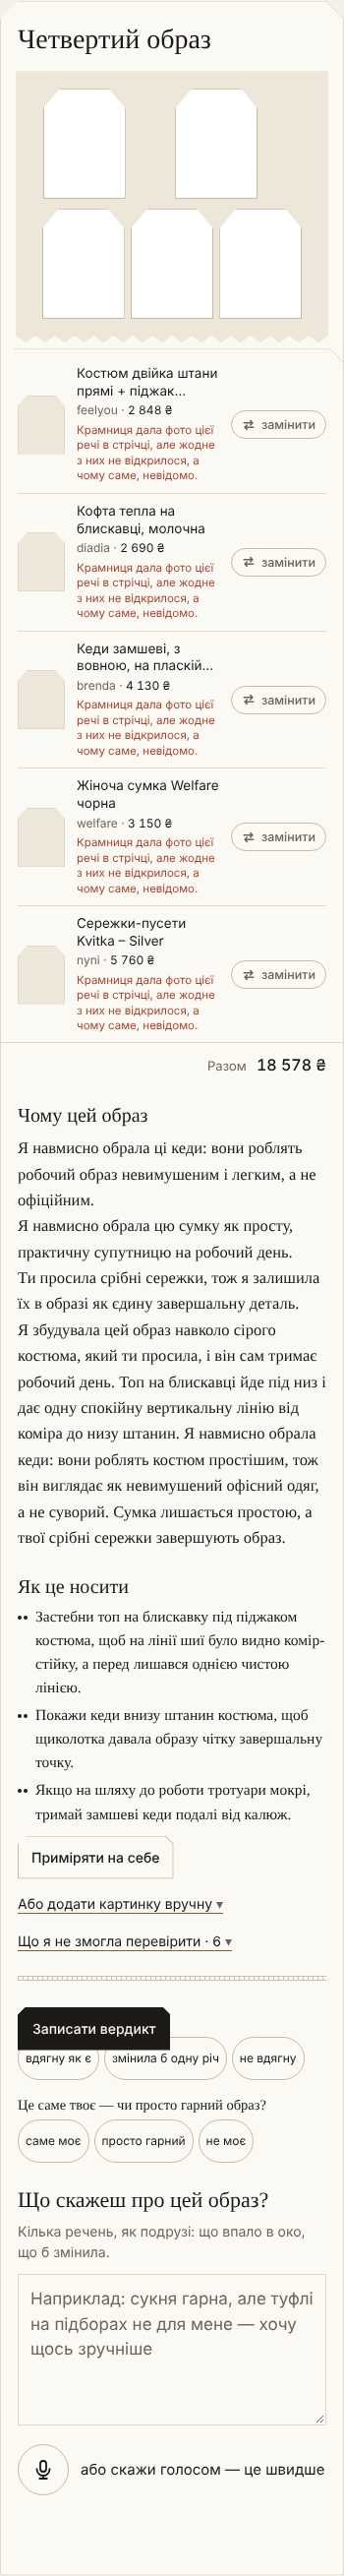 Четвертий образ
Костюм двійка штани
прямі + піджак...
feelyou · 2 848 ₴
Крамниця дала фото цієї
речі в стрічці, але жодне
з них не відкрилося, а
чому саме, невідомо.
⇄ замінити
Кофта тепла на
блискавці, молочна
diadia · 2 690 ₴
Крамниця дала фото цієї
речі в стрічці, але жодне
з них не відкрилося, а
чому саме, невідомо.
⇄ замінити
Кеди замшеві, з
вовною, на пласкій...
brenda · 4 130 ₴
Крамниця дала фото цієї
речі в стрічці, але жодне
з них не відкрилося, а
чому саме, невідомо.
⇄ замінити
Жіноча сумка Welfare
чорна
welfare · 3 150 ₴
Крамниця дала фото цієї
речі в стрічці, але жодне
з них не відкрилося, а
чому саме, невідомо.
⇄ замінити
Сережки-пусети
Kvitka – Silver
nyni · 5 760 ₴
Крамниця дала фото цієї
речі в стрічці, але жодне
з них не відкрилося, а
чому саме, невідомо.
⇄ замінити
Разом 18 578 ₴
Чому цей образ
Я навмисно обрала ці кеди: вони роблять
робочий образ невимушеним і легким, а не
офіційним.
Я навмисно обрала цю сумку як просту,
практичну супутницю на робочий день.
Ти просила срібні сережки, тож я залишила
їх в образі як єдину завершальну деталь.
Я збудувала цей образ навколо сірого
костюма, який ти просила, і він сам тримає
робочий день. Топ на блискавці йде під низ і
дає одну спокійну вертикальну лінію від
коміра до низу штанин. Я навмисно обрала
кеди: вони роблять костюм простішим, тож
він виглядає як невимушений офісний одяг,
а не суворий. Сумка лишається простою, а
твої срібні сережки завершують образ.
Як це носити
•• Застебни топ на блискавку під піджаком
костюма, щоб на лінії шиї було видно комір-
стійку, а перед лишався однією чистою
лінією.
•• Покажи кеди внизу штанин костюма, щоб
щиколотка давала образу чітку завершальну
точку.
•• Якщо на шляху до роботи тротуари мокрі,
тримай замшеві кеди подалі від калюж.
Приміряти на себе
Або додати картинку вручну ▾
Що я не змогла перевірити · 6 ▾
Записати вердикт
вдягну як є
змінила б одну річ
не вдягну
Це саме твоє — чи просто гарний образ?
саме моє
просто гарний
не моє
Що скажеш про цей образ?
Кілька речень, як подрузі: що впало в око,
що б змінила.
Наприклад: сукня гарна, але туфлі
на підборах не для мене — хочу
щось зручніше
або скажи голосом — це швидше